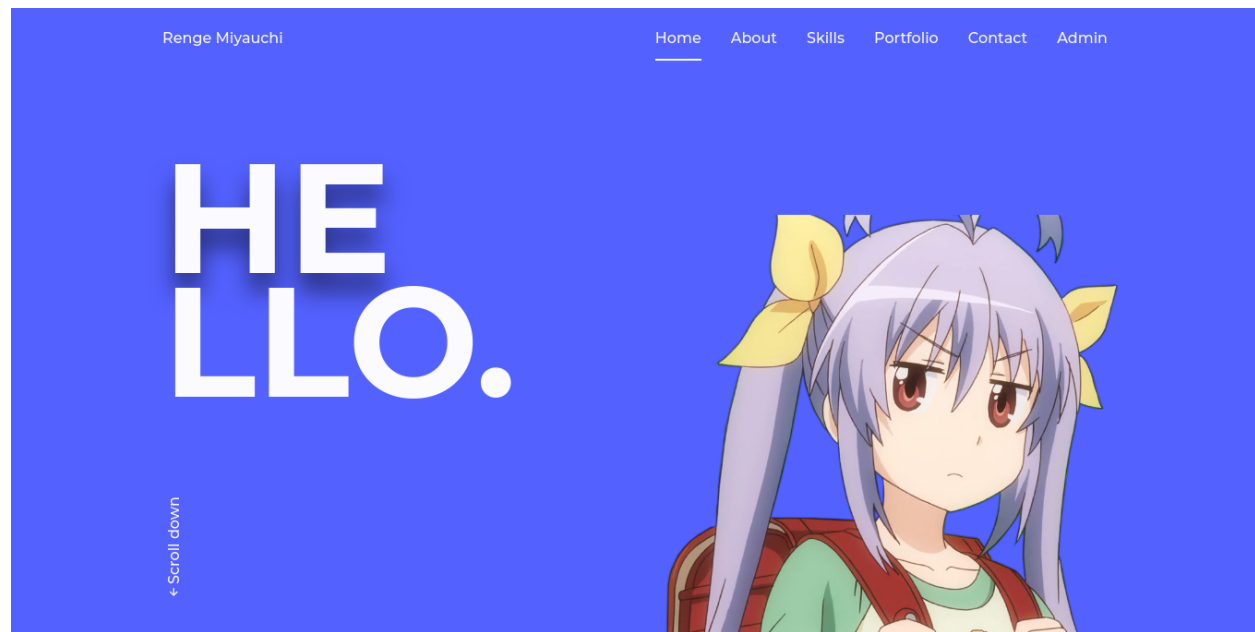 Renge Miyauchi
Home About Skills Portfolio Contact Admin
HE
LLO.
← Scroll down